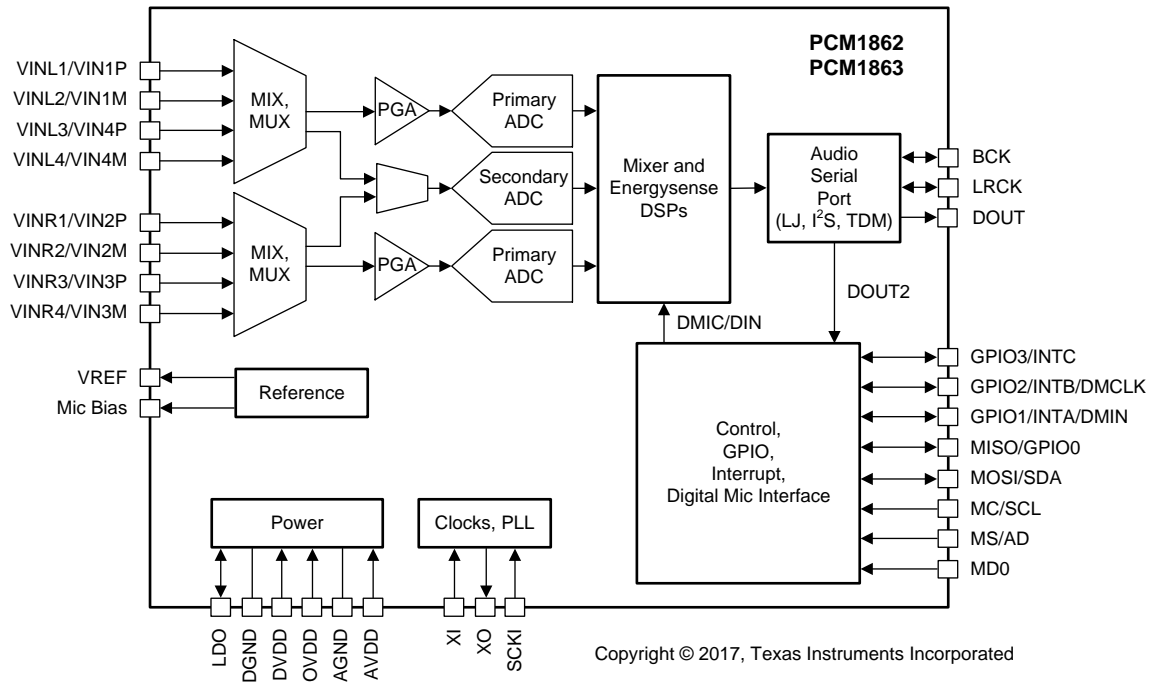 PCM1862
PCM1863
VINL1/VIN1P
VINL2/VIN1M
VINL3/VIN4P
VINL4/VIN4M
MIX,
MUX
PGA
Primary
ADC
Secondary
ADC
VINR1/VIN2P
VINR2/VIN2M
VINR3/VIN3P
VINR4/VIN3M
MIX,
MUX
PGA
Primary
ADC
Mixer and
Energysense
DSPs
Audio
Serial
Port
(LJ, I²S, TDM)
BCK
LRCK
DOUT
DOUT2
DMIC/DIN
VREF
Mic Bias
Reference
Control,
GPIO,
Interrupt,
Digital Mic Interface
GPIO3/INTC
GPIO2/INTB/DMCLK
GPIO1/INTA/DMIN
MISO/GPIO0
MOSI/SDA
MC/SCL
MS/AD
MD0
Power
Clocks, PLL
LDO
DGND
DVDD
OVDD
AGND
AVDD
XI
XO
SCKI
Copyright © 2017, Texas Instruments Incorporated